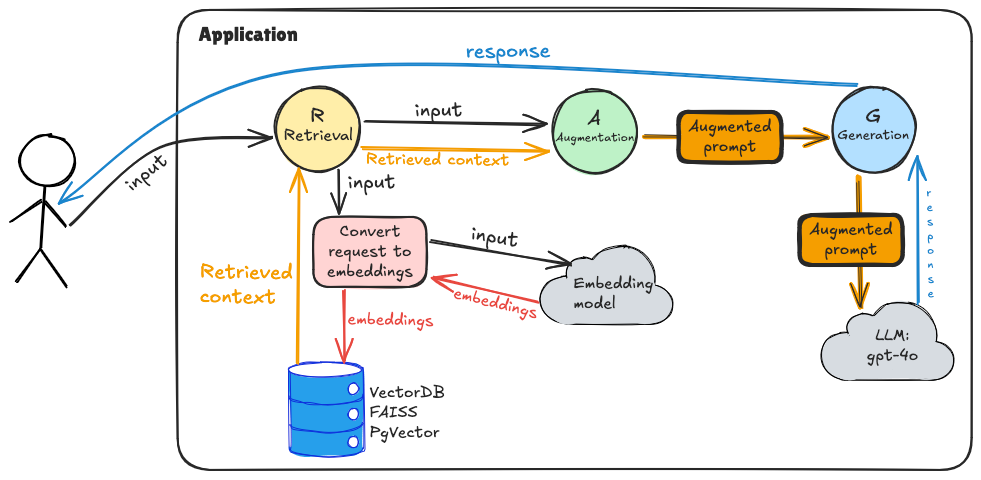 Application
response
R
Retrieval
input
A
Augmentation
Augmented
prompt
G
Generation
input
Retrieved context
input
Convert
request to
embeddings
input
Embedding
model
embeddings
Retrieved
context
embeddings
VectorDB
FAISS
PgVector
Augmented
prompt
response
LLM:
gpt-4o